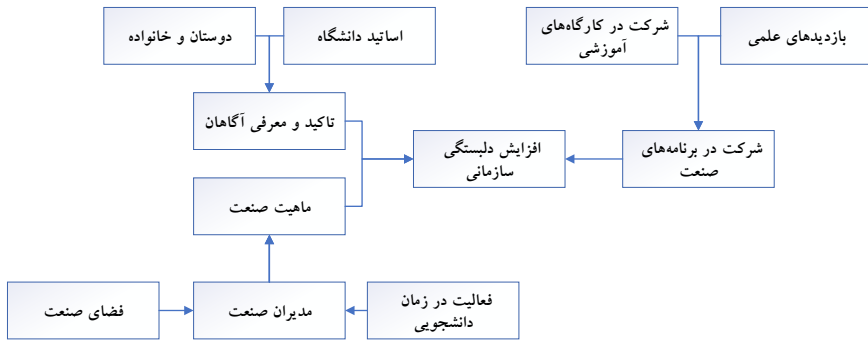 شرکت در کارگاه‌های
آموزشی
بازدیدهای علمی
اساتید دانشگاه
دوستان و خانواده
تاکید و معرفی آگاهان
افزایش دلبستگی
سازمانی
شرکت در برنامه‌های
صنعت
ماهیت صنعت
فعالیت در زمان
دانشجویی
مدیران صنعت
فضای صنعت